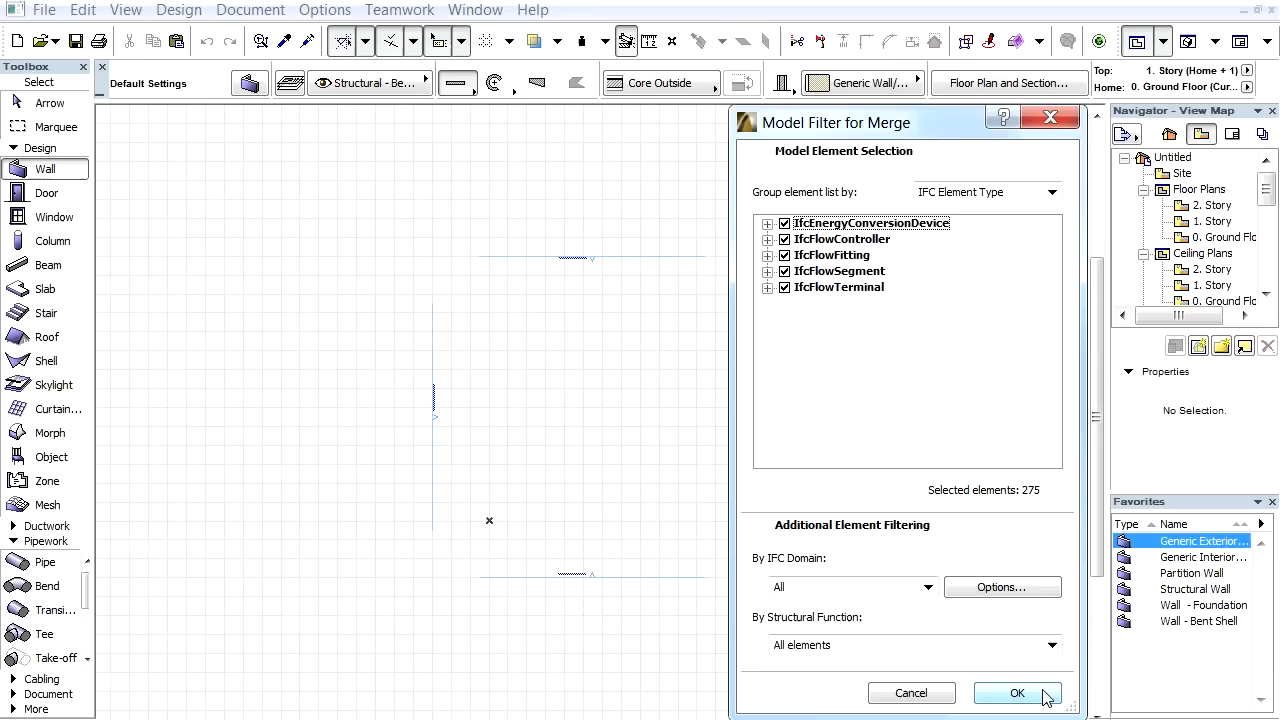 File Edit View Design Document Options Teamwork Window Help
Toolbox
Select
Default Settings
Structural - Be...
Core Outside
Generic Wall/...
Floor Plan and Section...
Top: 1. Story (Home + 1)
Home: 0. Ground Floor (Cur...
Arrow
Marquee
Design
Wall
Door
Window
Column
Beam
Slab
Stair
Roof
Shell
Skylight
Curtain...
Morph
Object
Zone
Mesh
Ductwork
Pipework
Pipe
Bend
Transi...
Tee
Take-off
Cabling
Document
More
Model Filter for Merge
Model Element Selection
Group element list by: IFC Element Type
IfcEnergyConversionDevice
IfcFlowController
IfcFlowFitting
IfcFlowSegment
IfcFlowTerminal
Selected elements: 275
Additional Element Filtering
By IFC Domain:
All
Options...
By Structural Function:
All elements
Cancel
OK
Navigator - View Map
Untitled
Site
Floor Plans
2. Story
1. Story
0. Ground Flo
Ceiling Plans
2. Story
1. Story
0. Ground Flo
Properties
No Selection.
Favorites
Type Name
Generic Exterior...
Generic Interior...
Partition Wall
Structural Wall
Wall - Foundation
Wall - Bent Shell